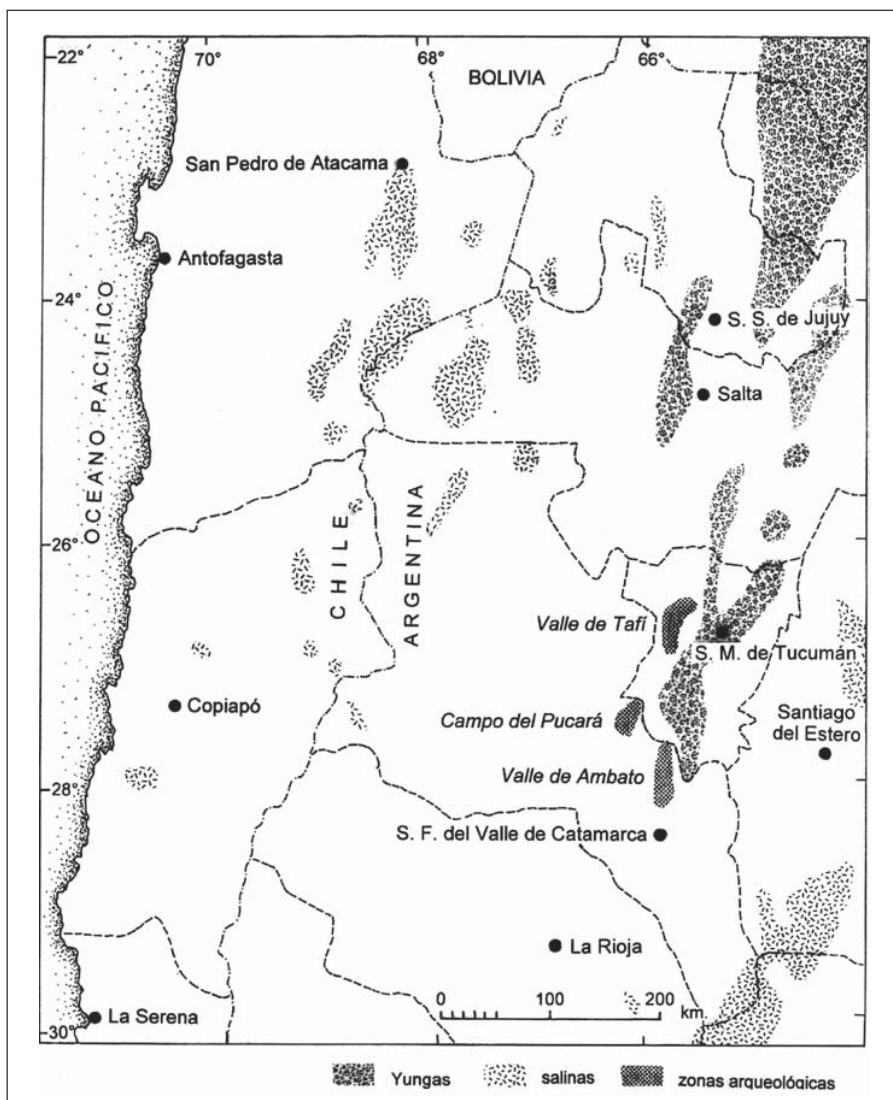 22°
70°
68°
66°
BOLIVIA
San Pedro de Atacama
Antofagasta
24°
S. S. de Jujuy
Salta
OCEANO PACIFICO
CHILE
ARGENTINA
26°
Valle de Tafí
S. M. de Tucumán
Copiapó
Campo del Pucará
Santiago
del Estero
Valle de Ambato
28°
S. F. del Valle de Catamarca
La Rioja
0 100 200
km.
La Serena
30°
Yungas salinas zonas arqueológicas